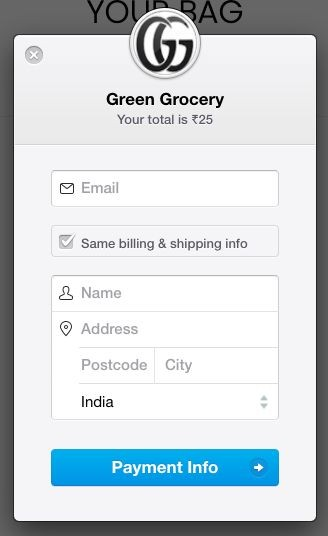 YOUR BAG
GG
Green Grocery
Your total is ₹25
Email
Same billing & shipping info
Name
Address
Postcode City
India
Payment Info